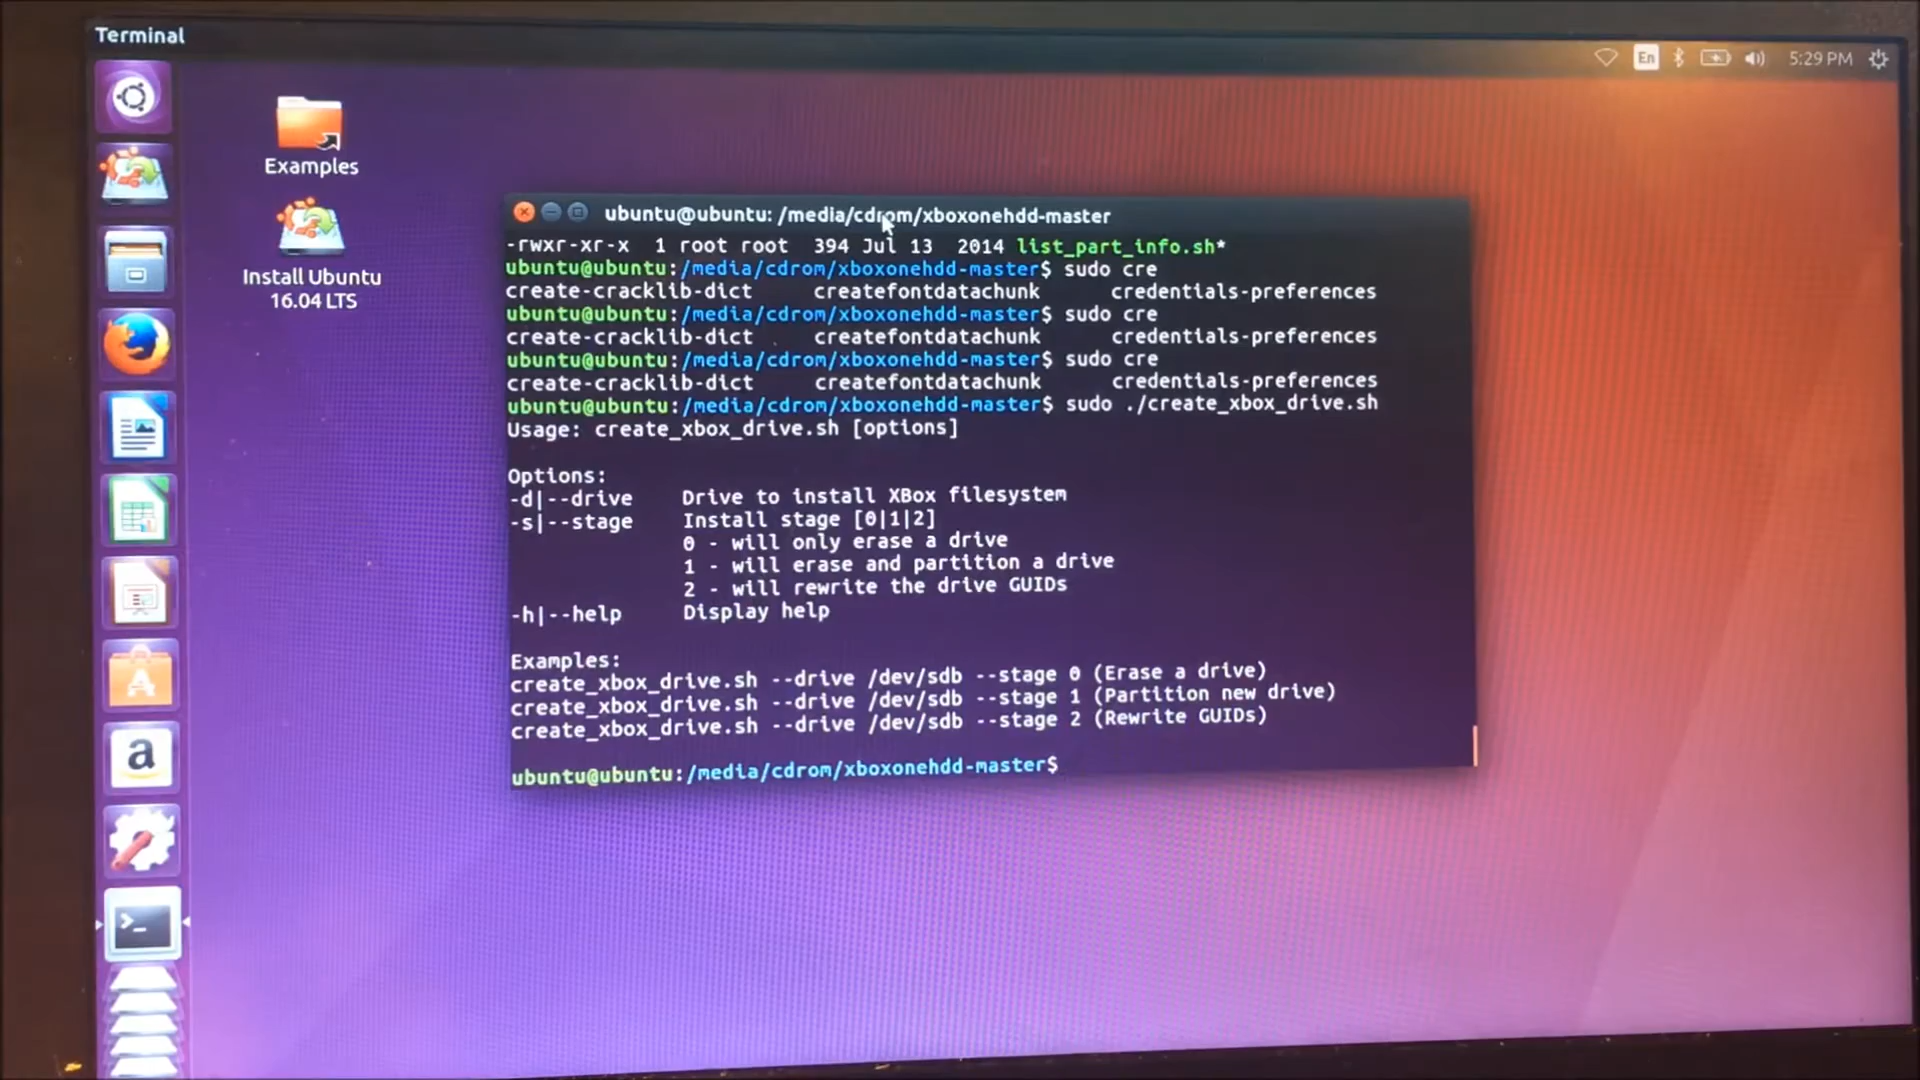 Terminal
En
5:29 PM
Examples
Install Ubuntu
16.04 LTS
ubuntu@ubuntu: /media/cdrom/xboxonehdd-master
-rwxr-xr-x 1 root root 394 Jul 13 2014 list_part_info.sh*
ubuntu@ubuntu:/media/cdrom/xboxonehdd-master$ sudo cre
create-cracklib-dict createfontdatachunk credentials-preferences
ubuntu@ubuntu:/media/cdrom/xboxonehdd-master$ sudo cre
create-cracklib-dict createfontdatachunk credentials-preferences
ubuntu@ubuntu:/media/cdrom/xboxonehdd-master$ sudo cre
create-cracklib-dict createfontdatachunk credentials-preferences
ubuntu@ubuntu:/media/cdrom/xboxonehdd-master$ sudo ./create_xbox_drive.sh
Usage: create_xbox_drive.sh [options]
Options:
-d|--drive Drive to install XBox filesystem
-s|--stage Install stage [0|1|2]
0 - will only erase a drive
1 - will erase and partition a drive
2 - will rewrite the drive GUIDs
-h|--help Display help
Examples:
create_xbox_drive.sh --drive /dev/sdb --stage 0 (Erase a drive)
create_xbox_drive.sh --drive /dev/sdb --stage 1 (Partition new drive)
create_xbox_drive.sh --drive /dev/sdb --stage 2 (Rewrite GUIDs)
ubuntu@ubuntu:/media/cdrom/xboxonehdd-master$